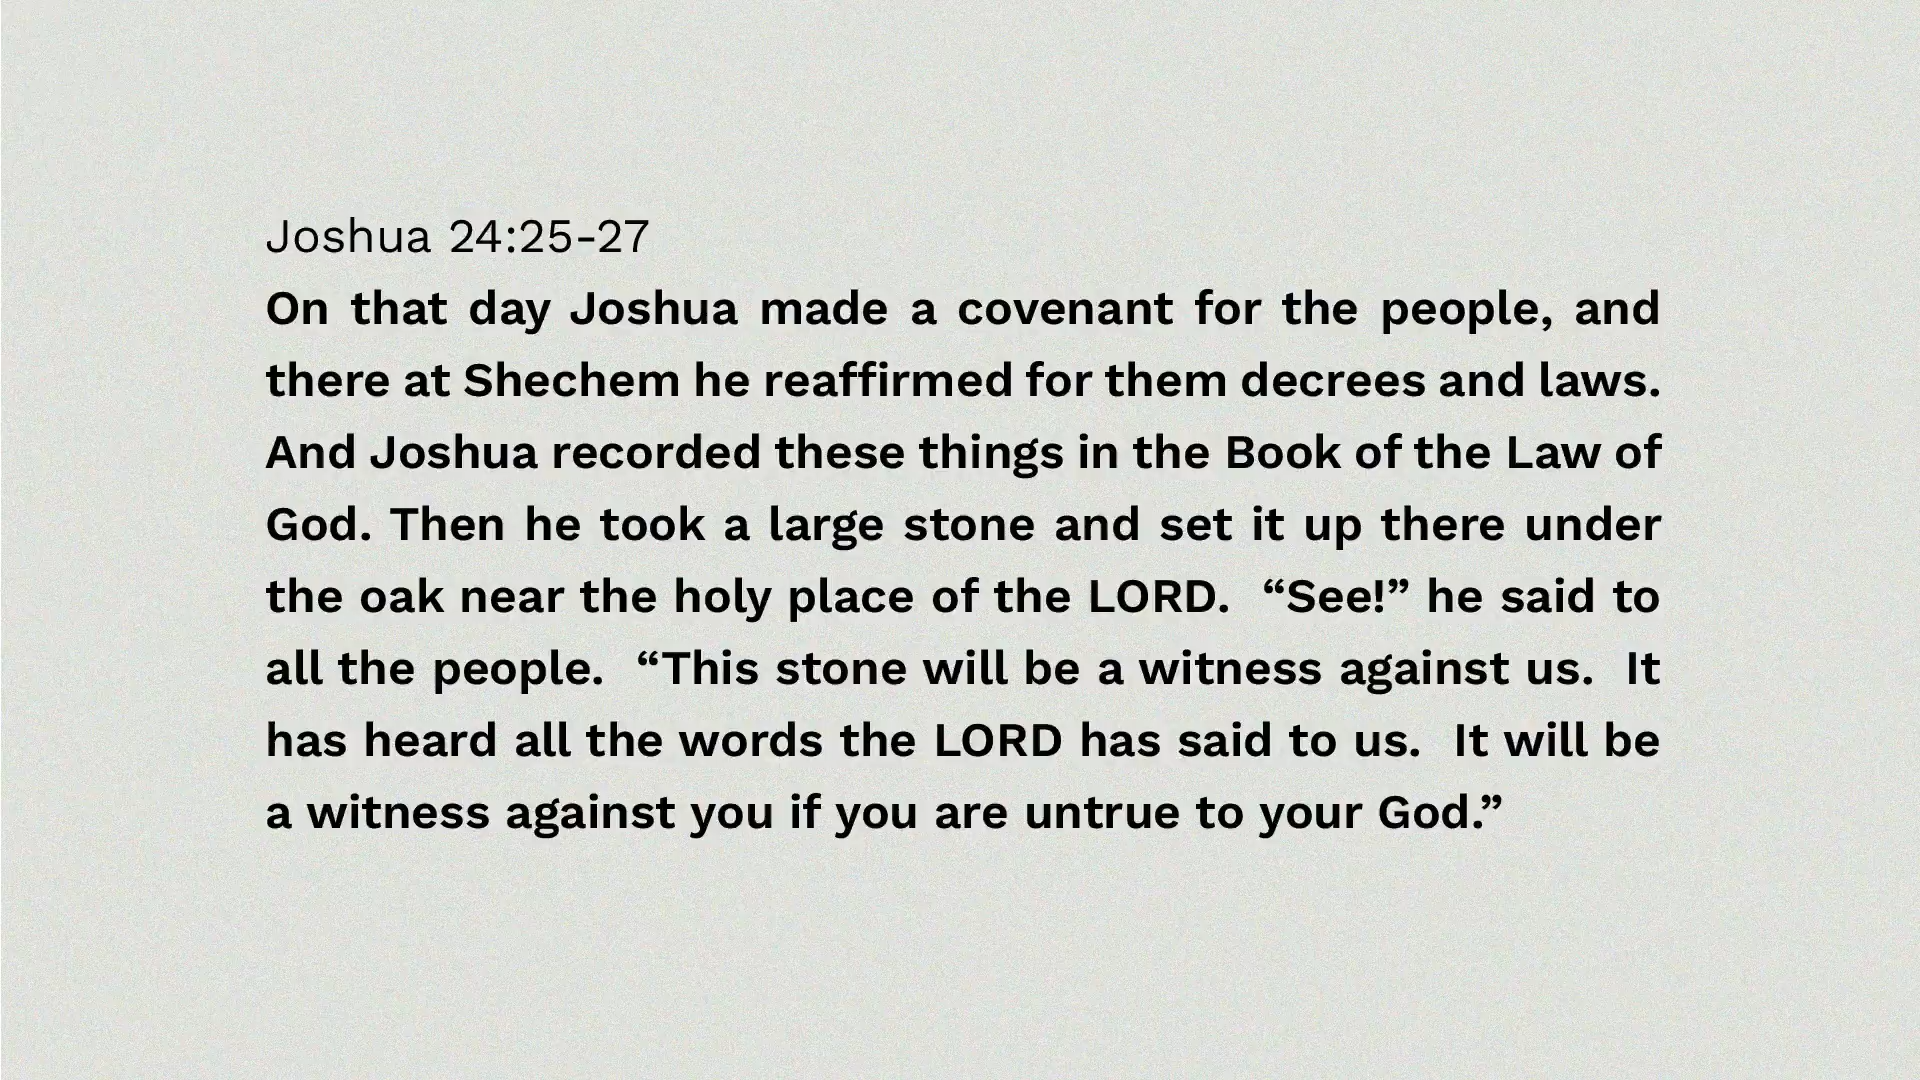 Joshua 24:25-27
On that day Joshua made a covenant for the people, and
there at Shechem he reaffirmed for them decrees and laws.
And Joshua recorded these things in the Book of the Law of
God. Then he took a large stone and set it up there under
the oak near the holy place of the LORD.  “See!” he said to
all the people.  “This stone will be a witness against us.  It
has heard all the words the LORD has said to us.  It will be
a witness against you if you are untrue to your God.”